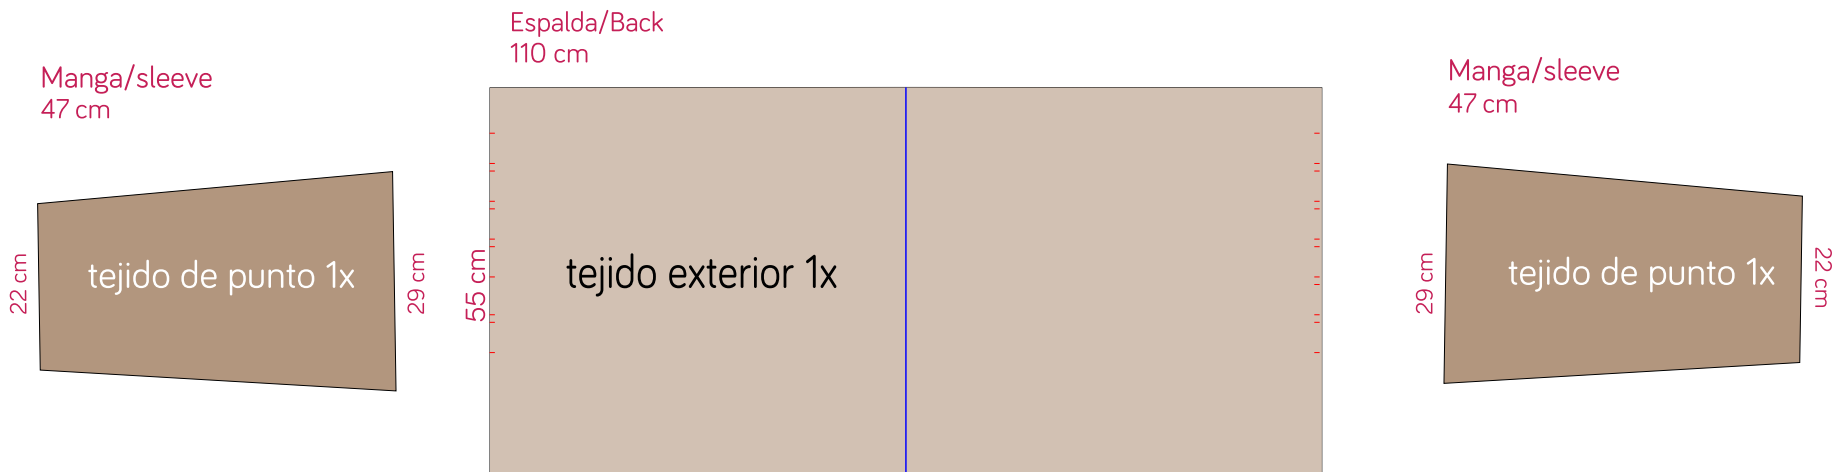 Espalda/Back
110 cm
Manga/sleeve
47 cm
Manga/sleeve
47 cm
22 cm
tejido de punto 1x
29 cm
55 cm
tejido exterior 1x
29 cm
tejido de punto 1x
22 cm